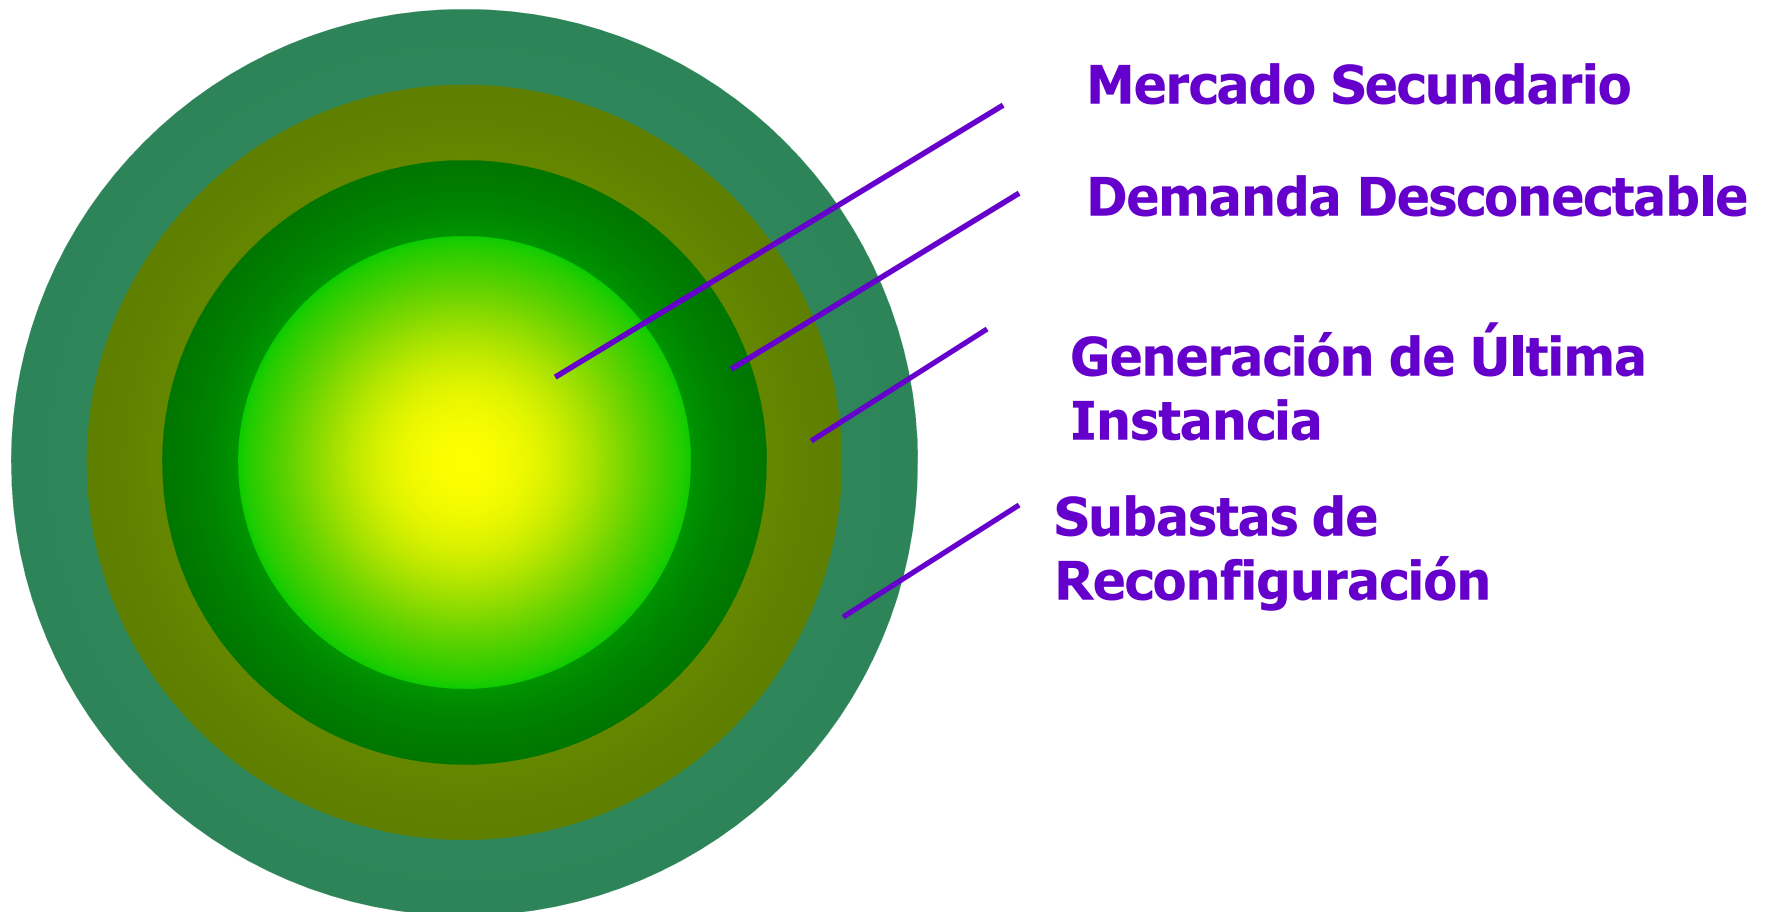 Mercado Secundario
Demanda Desconectable
Generación de Última
Instancia
Subastas de
Reconfiguración